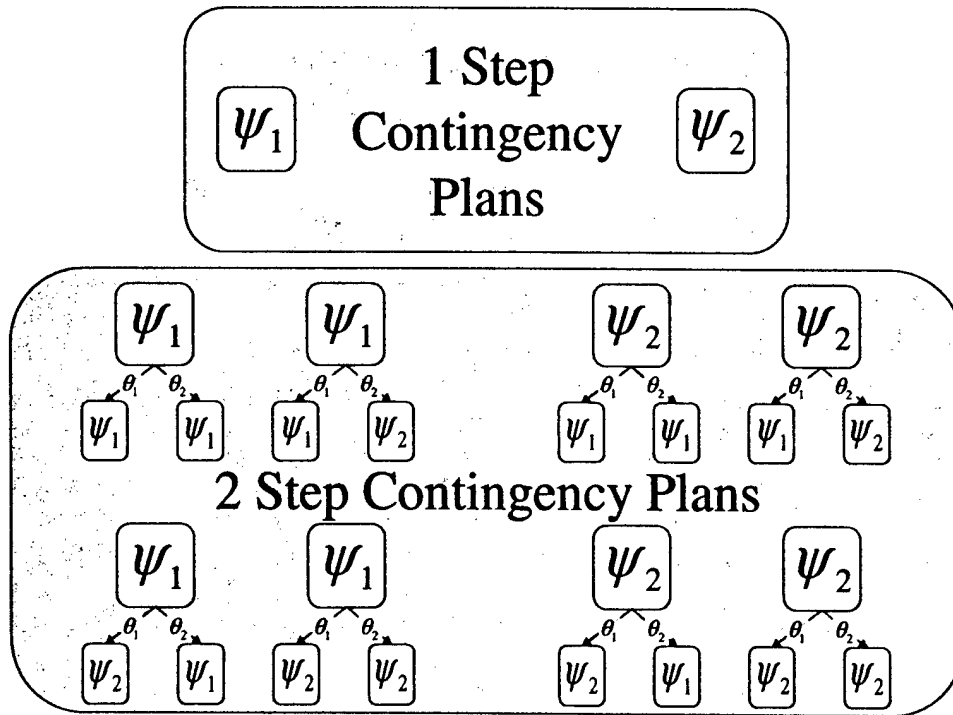 1 Step
ψ₁ Contingency ψ₂
Plans
ψ₁ ψ₁ ψ₂ ψ₂
θ₁ θ₂ θ₁ θ₂ θ₁ θ₂ θ₁ θ₂
ψ₁ ψ₁ ψ₁ ψ₂ ψ₁ ψ₁ ψ₁ ψ₂
2 Step Contingency Plans
ψ₁ ψ₁ ψ₂ ψ₂
θ₁ θ₂ θ₁ θ₂ θ₁ θ₂ θ₁ θ₂
ψ₂ ψ₁ ψ₂ ψ₂ ψ₂ ψ₁ ψ₂ ψ₂